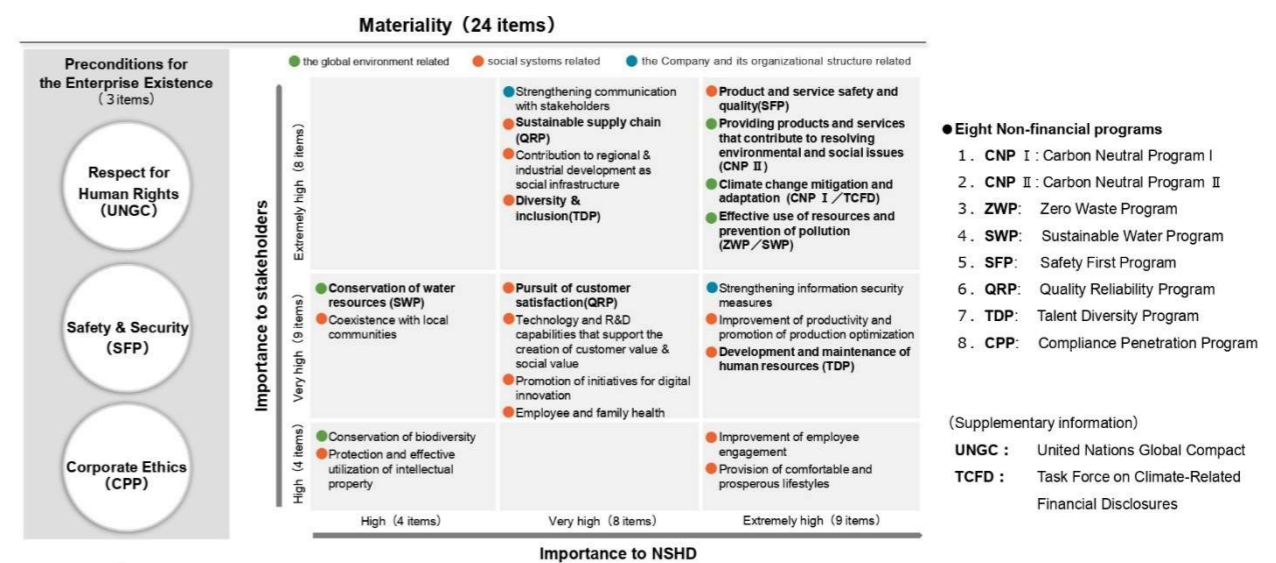 Materiality（24 items）
Preconditions for
the Enterprise Existence
（3 items）
Respect for
Human Rights
(UNGC)
Safety & Security
(SFP)
Corporate Ethics
(CPP)
the global environment related
social systems related
the Company and its organizational structure related
Importance to stakeholders
Extremely high（8 items）
Strengthening communication
with stakeholders
Sustainable supply chain
(QRP)
Contribution to regional &
industrial development as
social infrastructure
Diversity &
inclusion(TDP)
Product and service safety and
quality(SFP)
Providing products and services
that contribute to resolving
environmental and social issues
(CNP Ⅱ)
Climate change mitigation and
adaptation (CNP Ⅰ／TCFD)
Effective use of resources and
prevention of pollution
(ZWP／SWP)
Very high（9 items）
Conservation of water
resources (SWP)
Coexistence with local
communities
Pursuit of customer
satisfaction(QRP)
Technology and R&D
capabilities that support the
creation of customer value &
social value
Promotion of initiatives for digital
innovation
Employee and family health
Strengthening information security
measures
Improvement of productivity and
promotion of production optimization
Development and maintenance of
human resources (TDP)
High（4 items）
Conservation of biodiversity
Protection and effective
utilization of intellectual
property
Improvement of employee
engagement
Provision of comfortable and
prosperous lifestyles
High（4 items）
Very high（8 items）
Extremely high（9 items）
Importance to NSHD
●Eight Non-financial programs
1．CNP Ⅰ: Carbon Neutral Program Ⅰ
2．CNP Ⅱ: Carbon Neutral Program Ⅱ
3．ZWP: Zero Waste Program
4．SWP: Sustainable Water Program
5．SFP: Safety First Program
6．QRP: Quality Reliability Program
7．TDP: Talent Diversity Program
8．CPP: Compliance Penetration Program
（Supplementary information）
UNGC： United Nations Global Compact
TCFD： Task Force on Climate-Related
Financial Disclosures